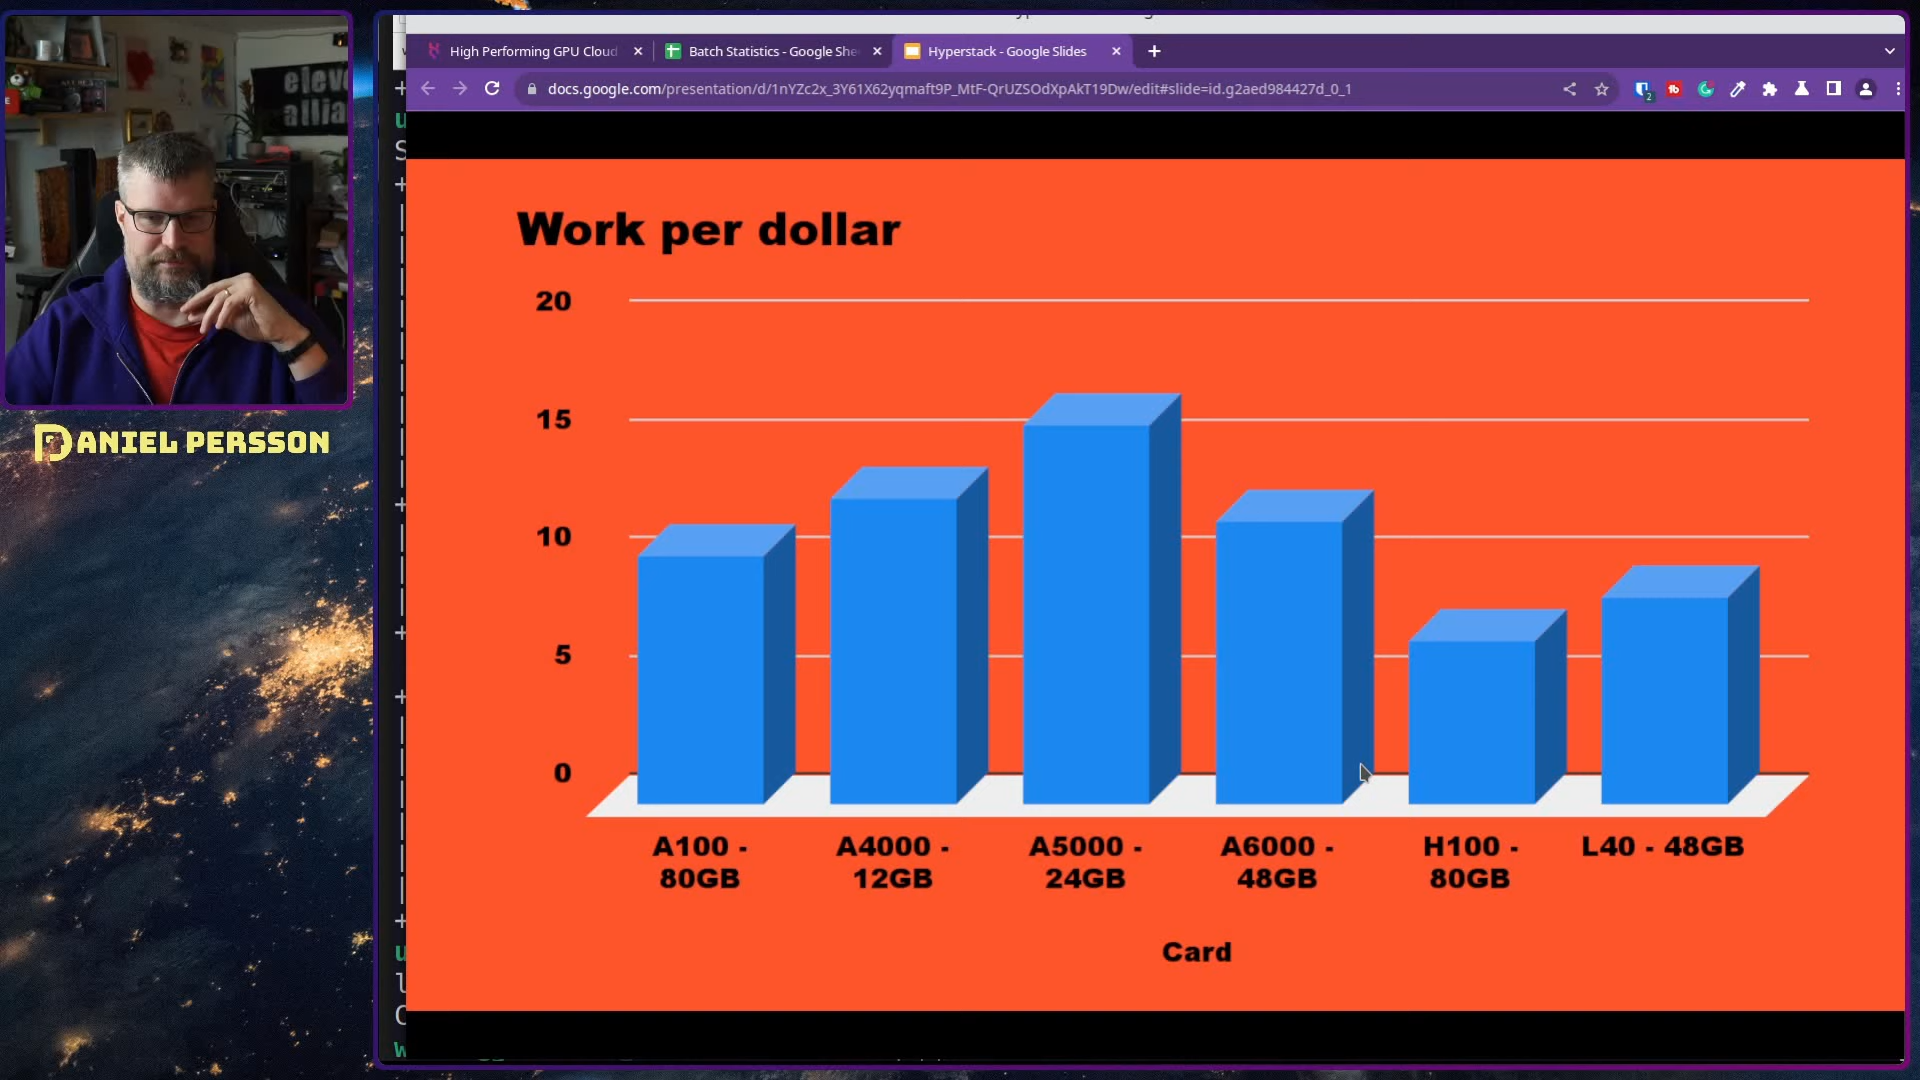 High Performing GPU Cloud
Batch Statistics - Google She
Hyperstack - Google Slides
docs.google.com/presentation/d/1nYZc2x_3Y61X62yqmaft9P_MtF-QrUZSOdXpAkT19Dw/edit#slide=id.g2aed984427d_0_1
eleve
allia
DANIEL PERSSON
Work per dollar
20
15
10
5
0
A100 -
80GB
A4000 -
12GB
A5000 -
24GB
A6000 -
48GB
H100 -
80GB
L40 - 48GB
Card